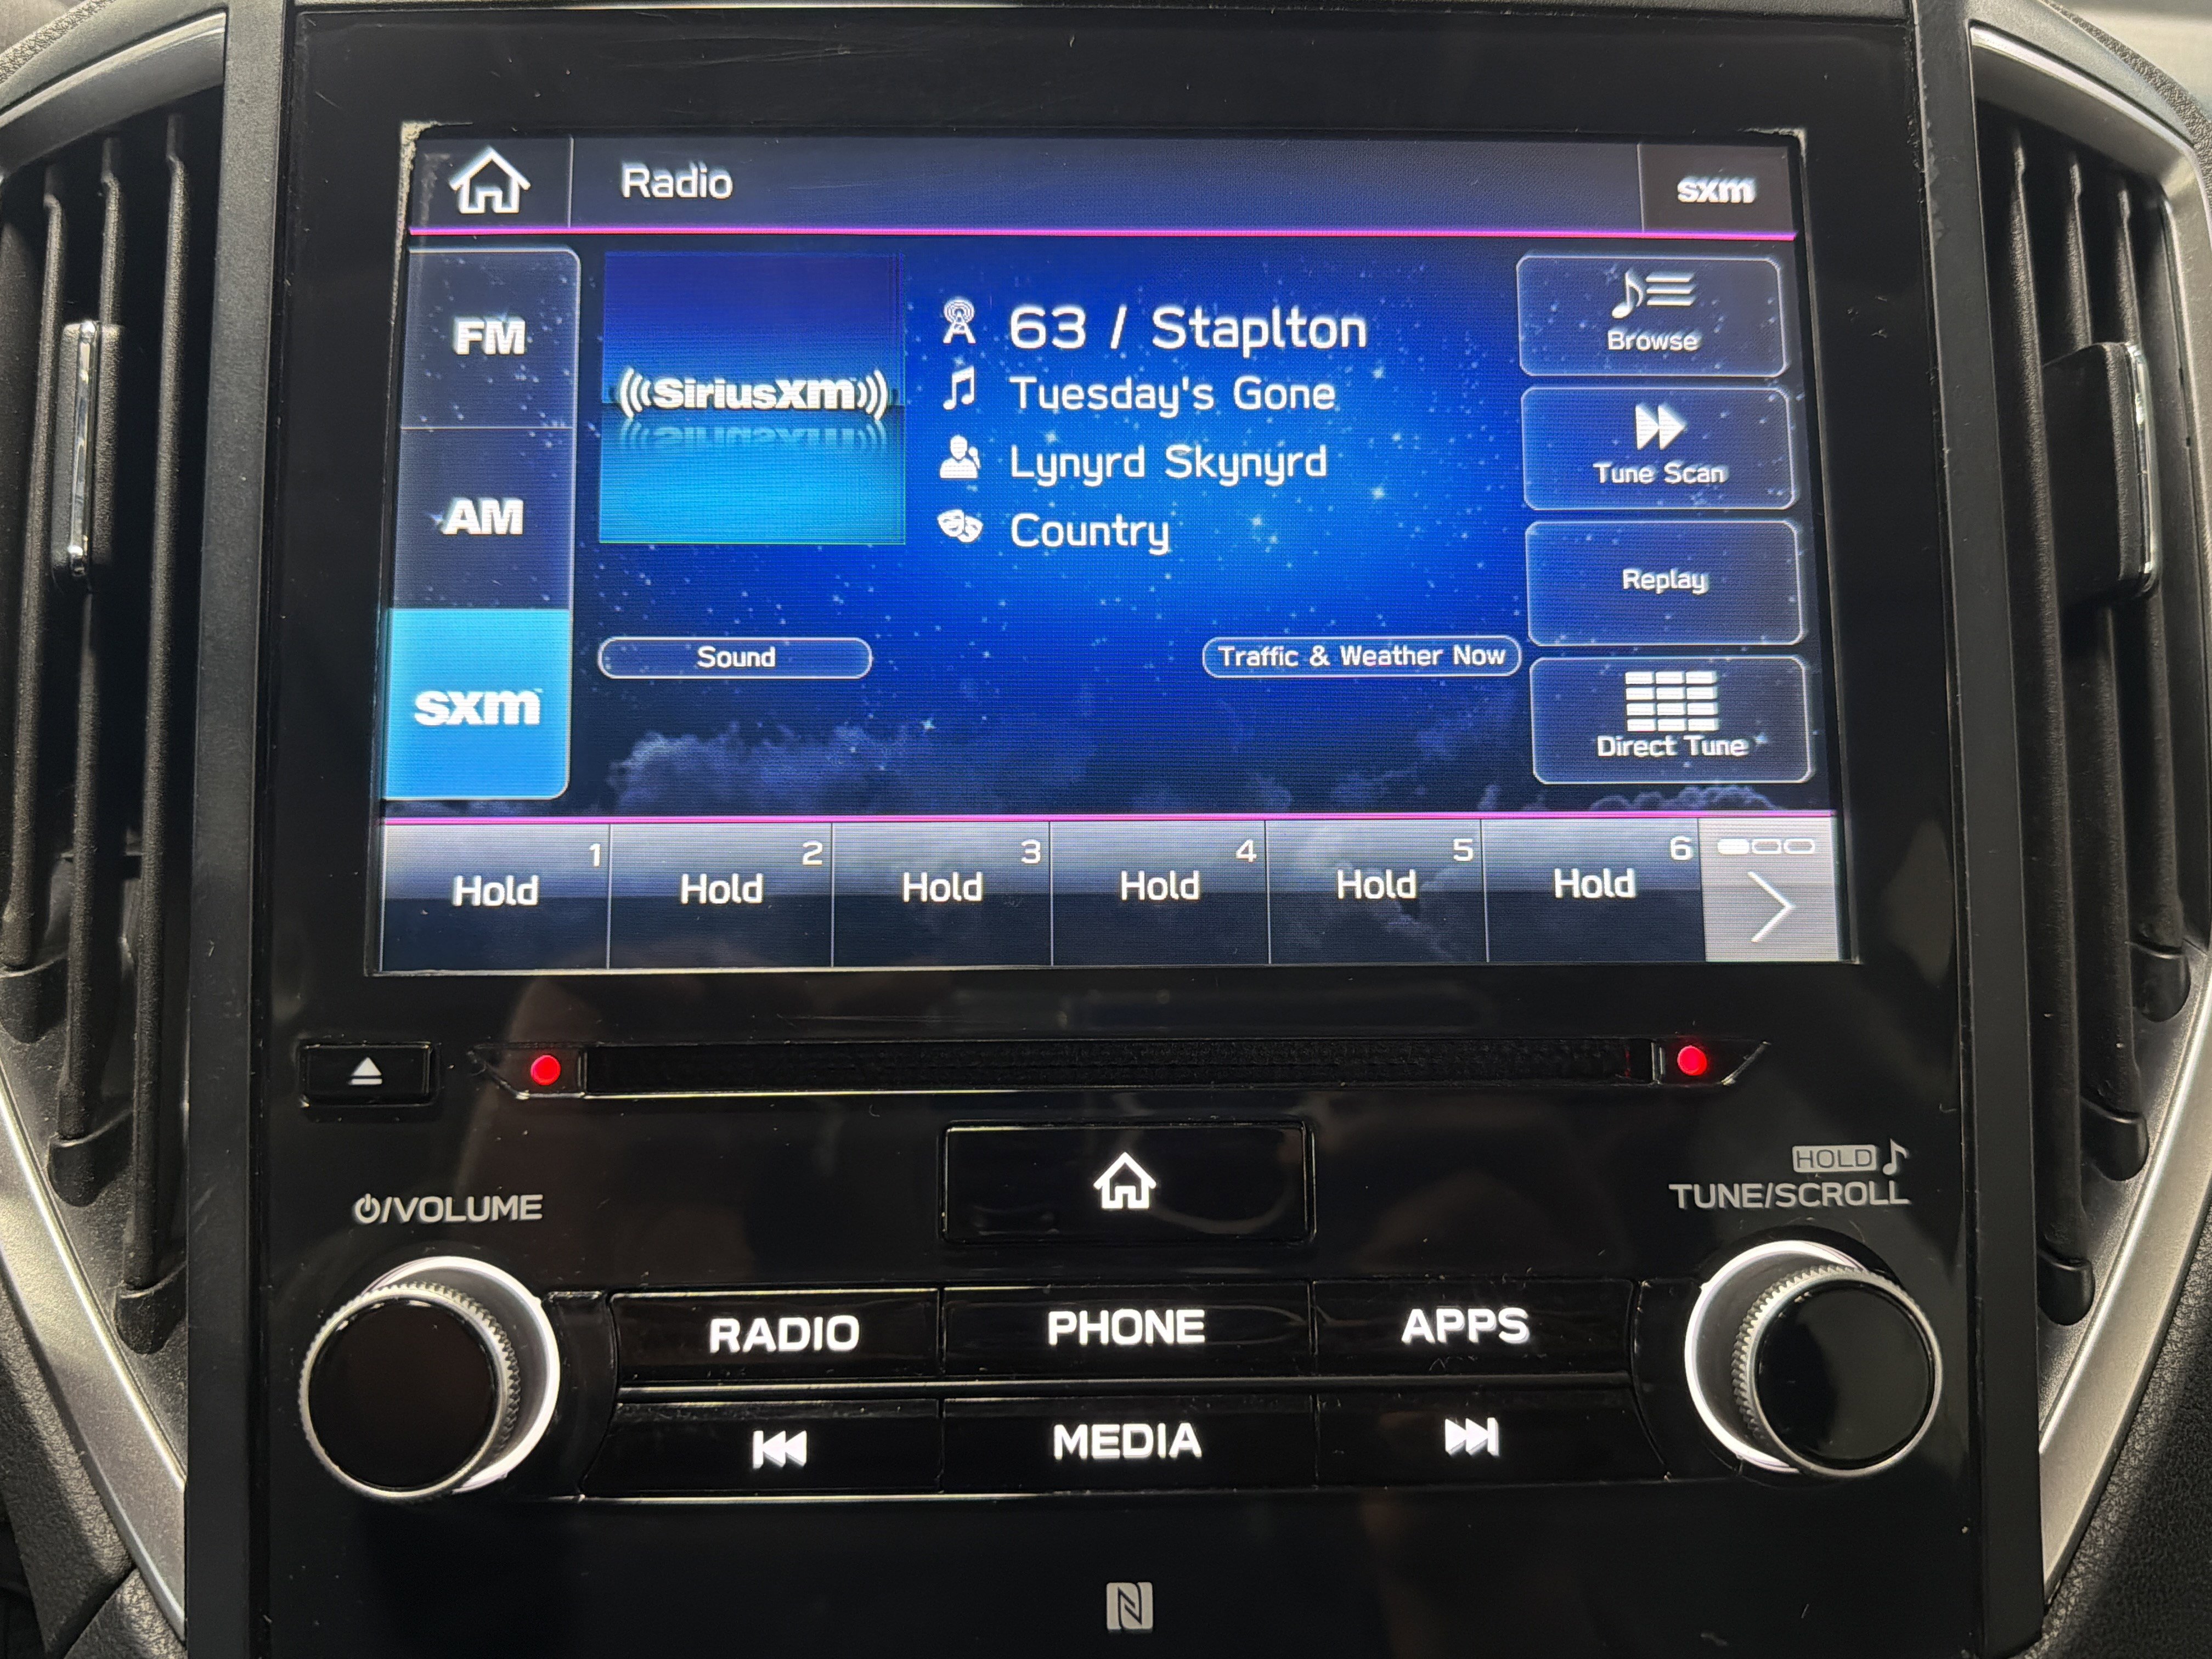 Radio
sxm
FM
AM
sxm
SiriusXm
63 / Staplton
Tuesday's Gone
Lynyrd Skynyrd
Country
Browse
Tune Scan
Replay
Direct Tune
Sound
Traffic & Weather Now
1
Hold
2
Hold
3
Hold
4
Hold
5
Hold
6
Hold
/VOLUME
HOLD
TUNE/SCROLL
RADIO
PHONE
APPS
MEDIA